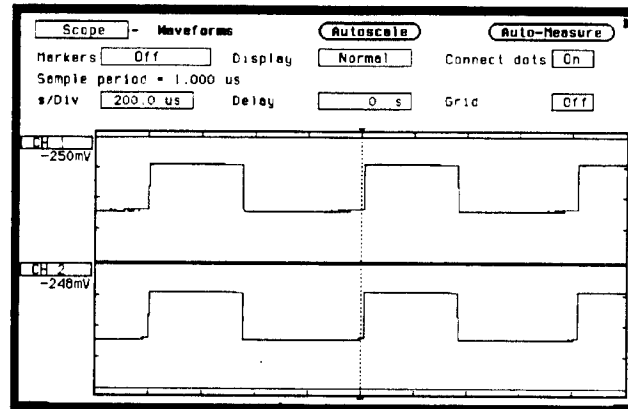 Scope - Waveforms Autoscale Auto-Measure
Markers Off Display Normal Connect dots On
Sample period = 1.000 us
s/Div 200.0 us Delay 0 s Grid Off
CH 1
-250mV
CH 2
-248mV